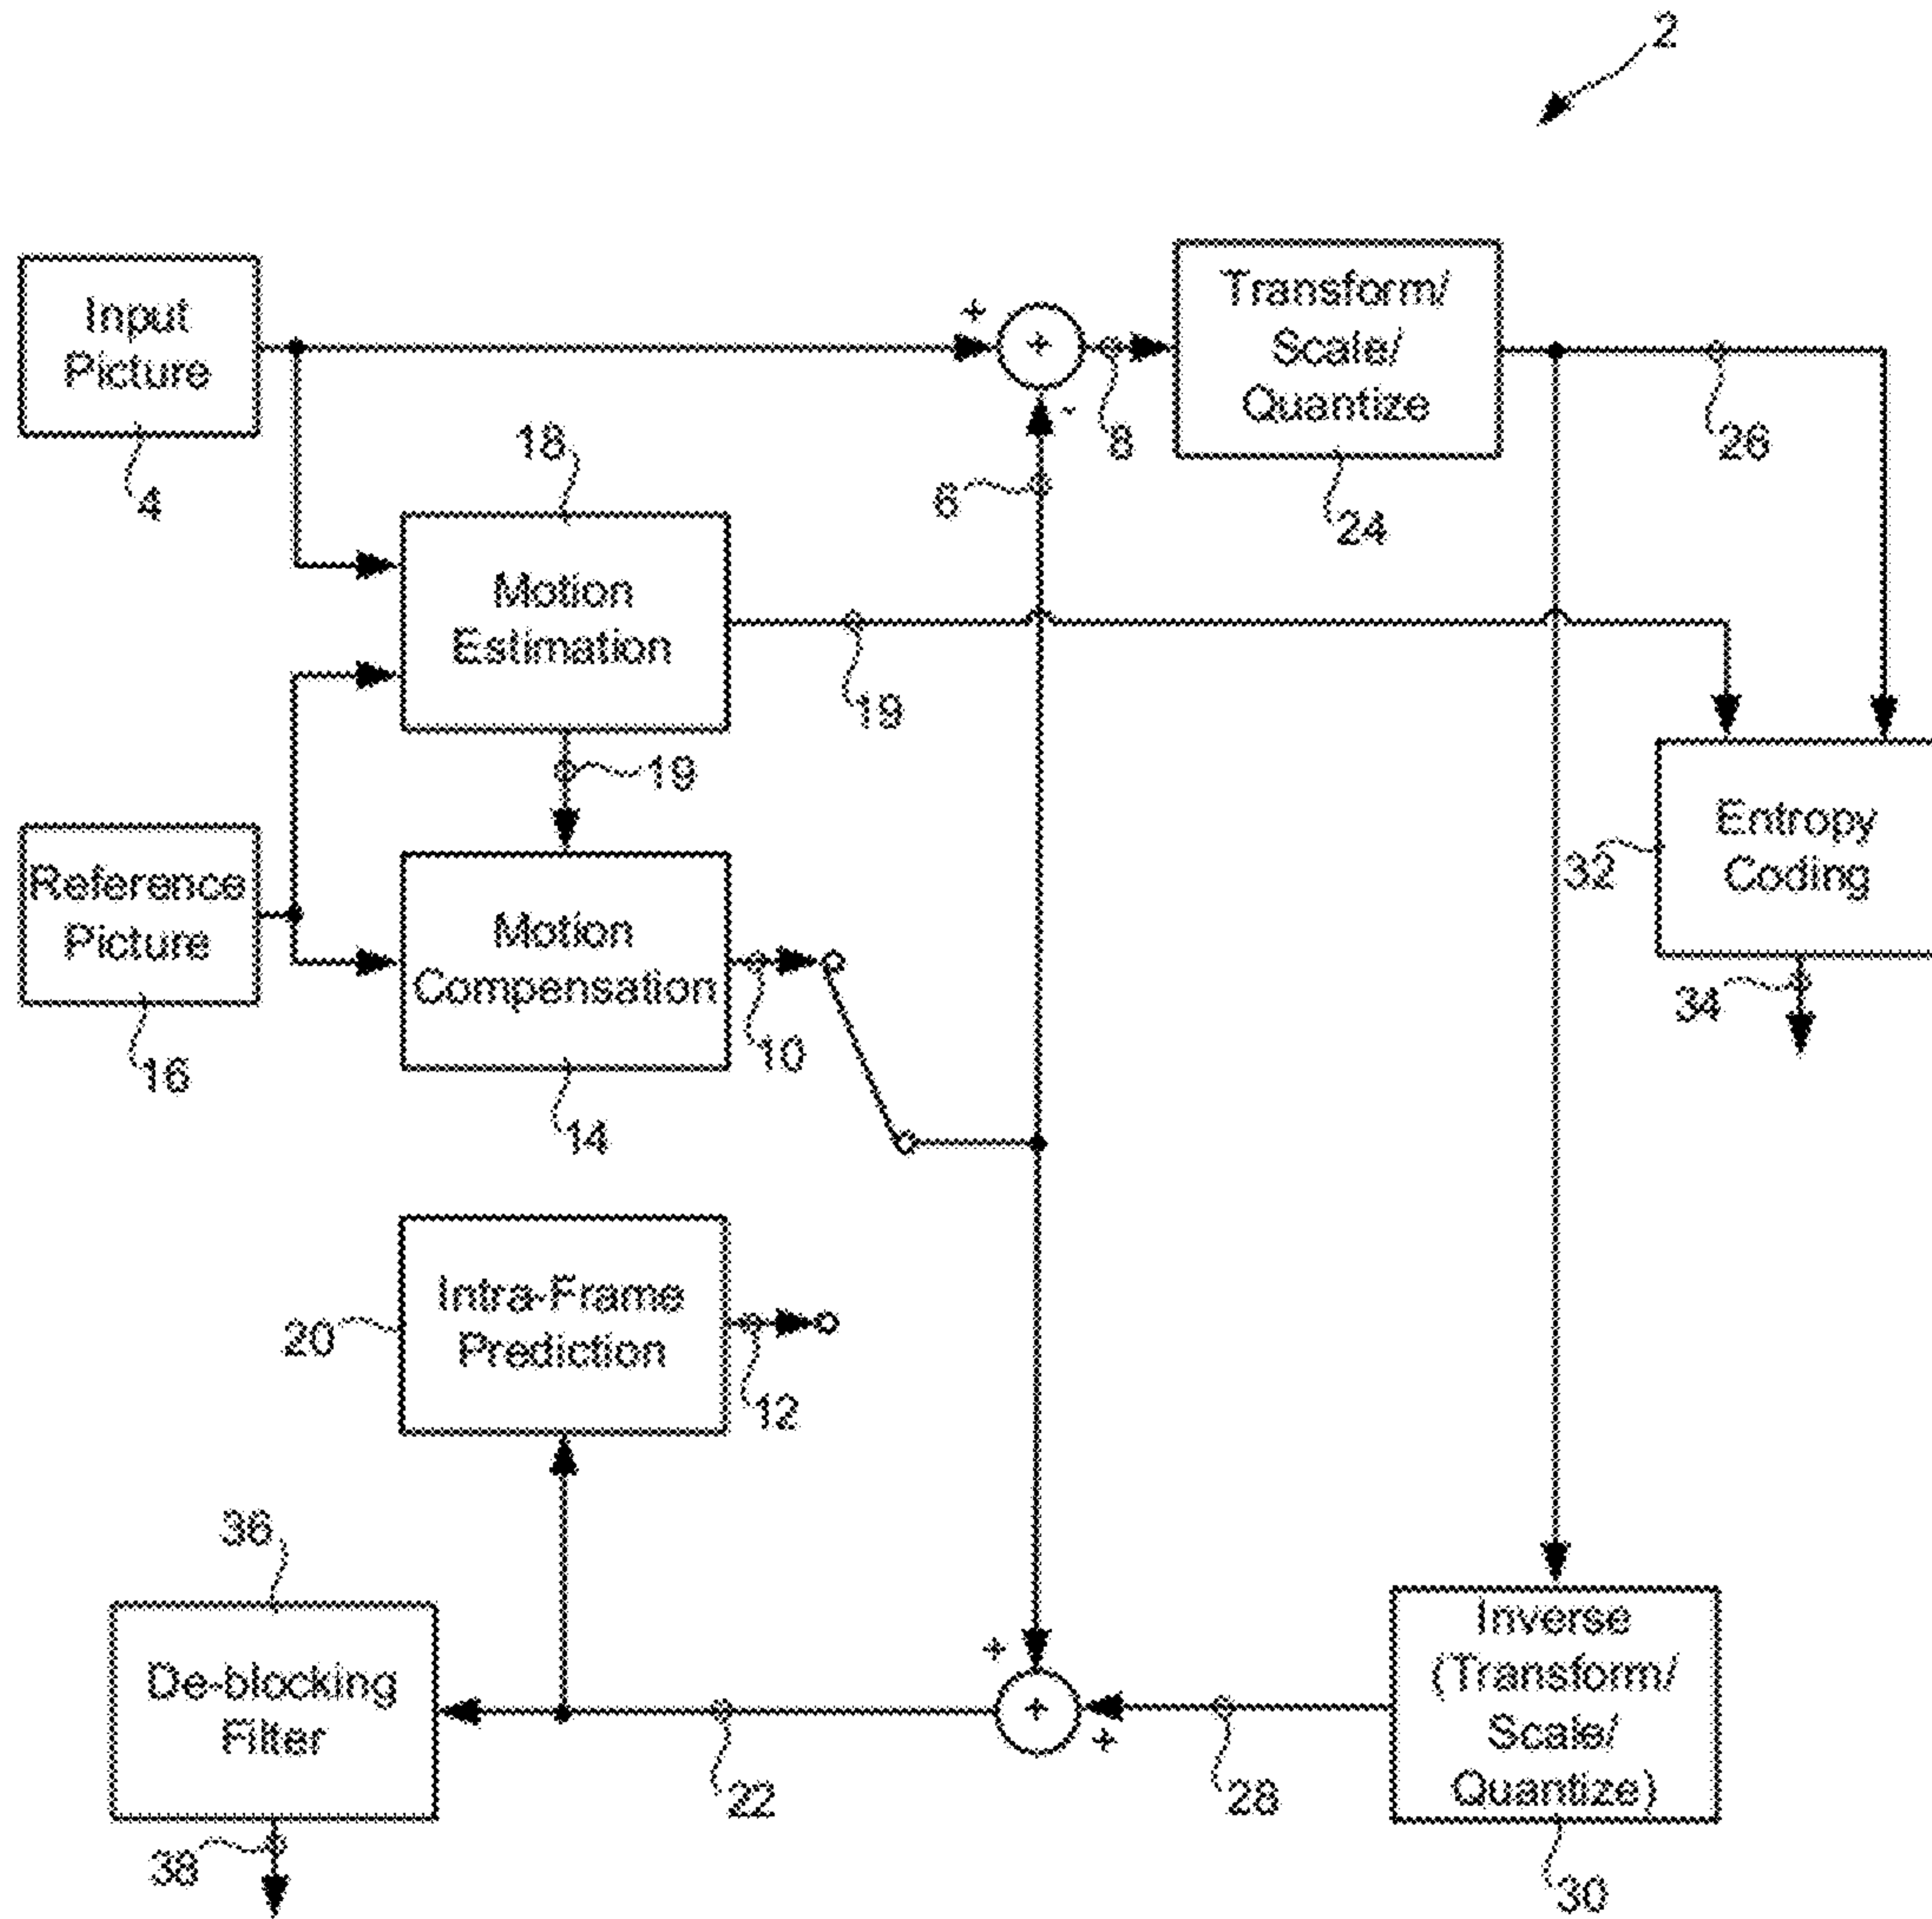 2
Input
Picture
4
+
+
-
6
8
Transform/
Scale/
Quantize
24
26
18
Motion
Estimation
19
19
Reference
Picture
16
Motion
Compensation
14
10
32
Entropy
Coding
34
20
Intra-Frame
Prediction
12
36
De-blocking
Filter
38
22
+
+
+
28
Inverse
(Transform/
Scale/
Quantize)
30